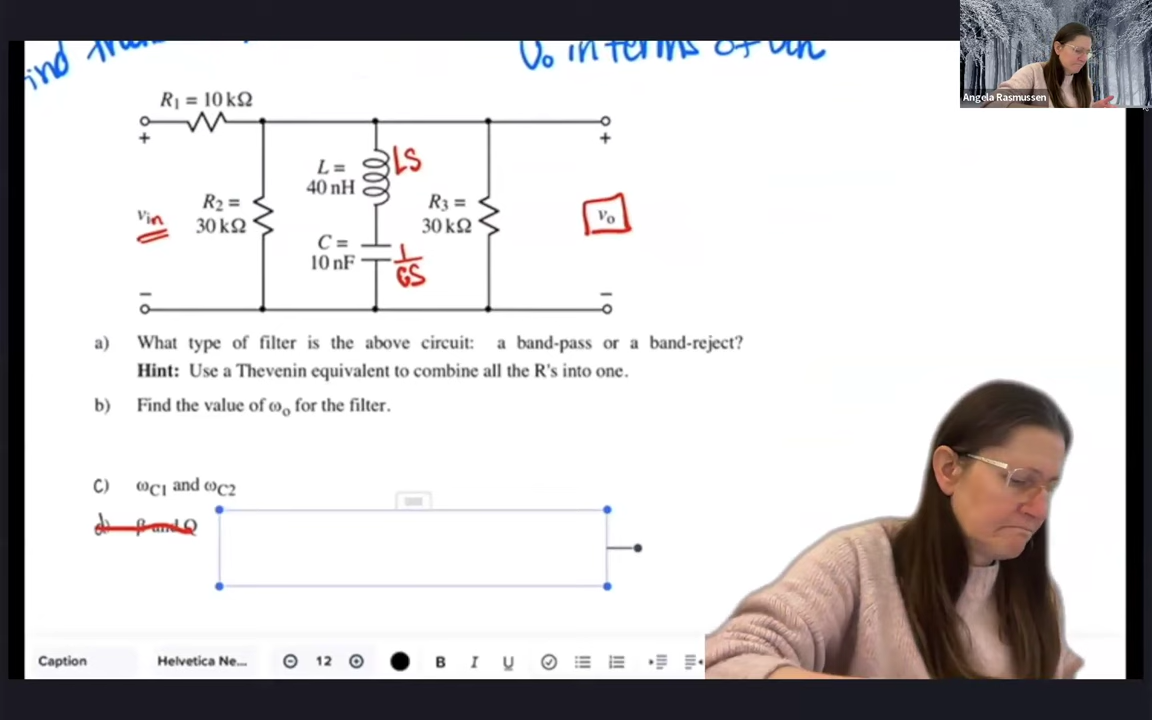 ind
Vo in terms of Vin
Angela Rasmussen
R1 = 10 kΩ
+
+
L =
40 nH
LS
vin
R2 =
30 kΩ
R3 =
30 kΩ
vo
C =
10 nF
1
CS
−
−
a) What type of filter is the above circuit: a band-pass or a band-reject?
Hint: Use a Thevenin equivalent to combine all the R's into one.
b) Find the value of ωo for the filter.
C) ωC1 and ωC2
d) β and Q
Caption Helvetica Ne... 12 B I U